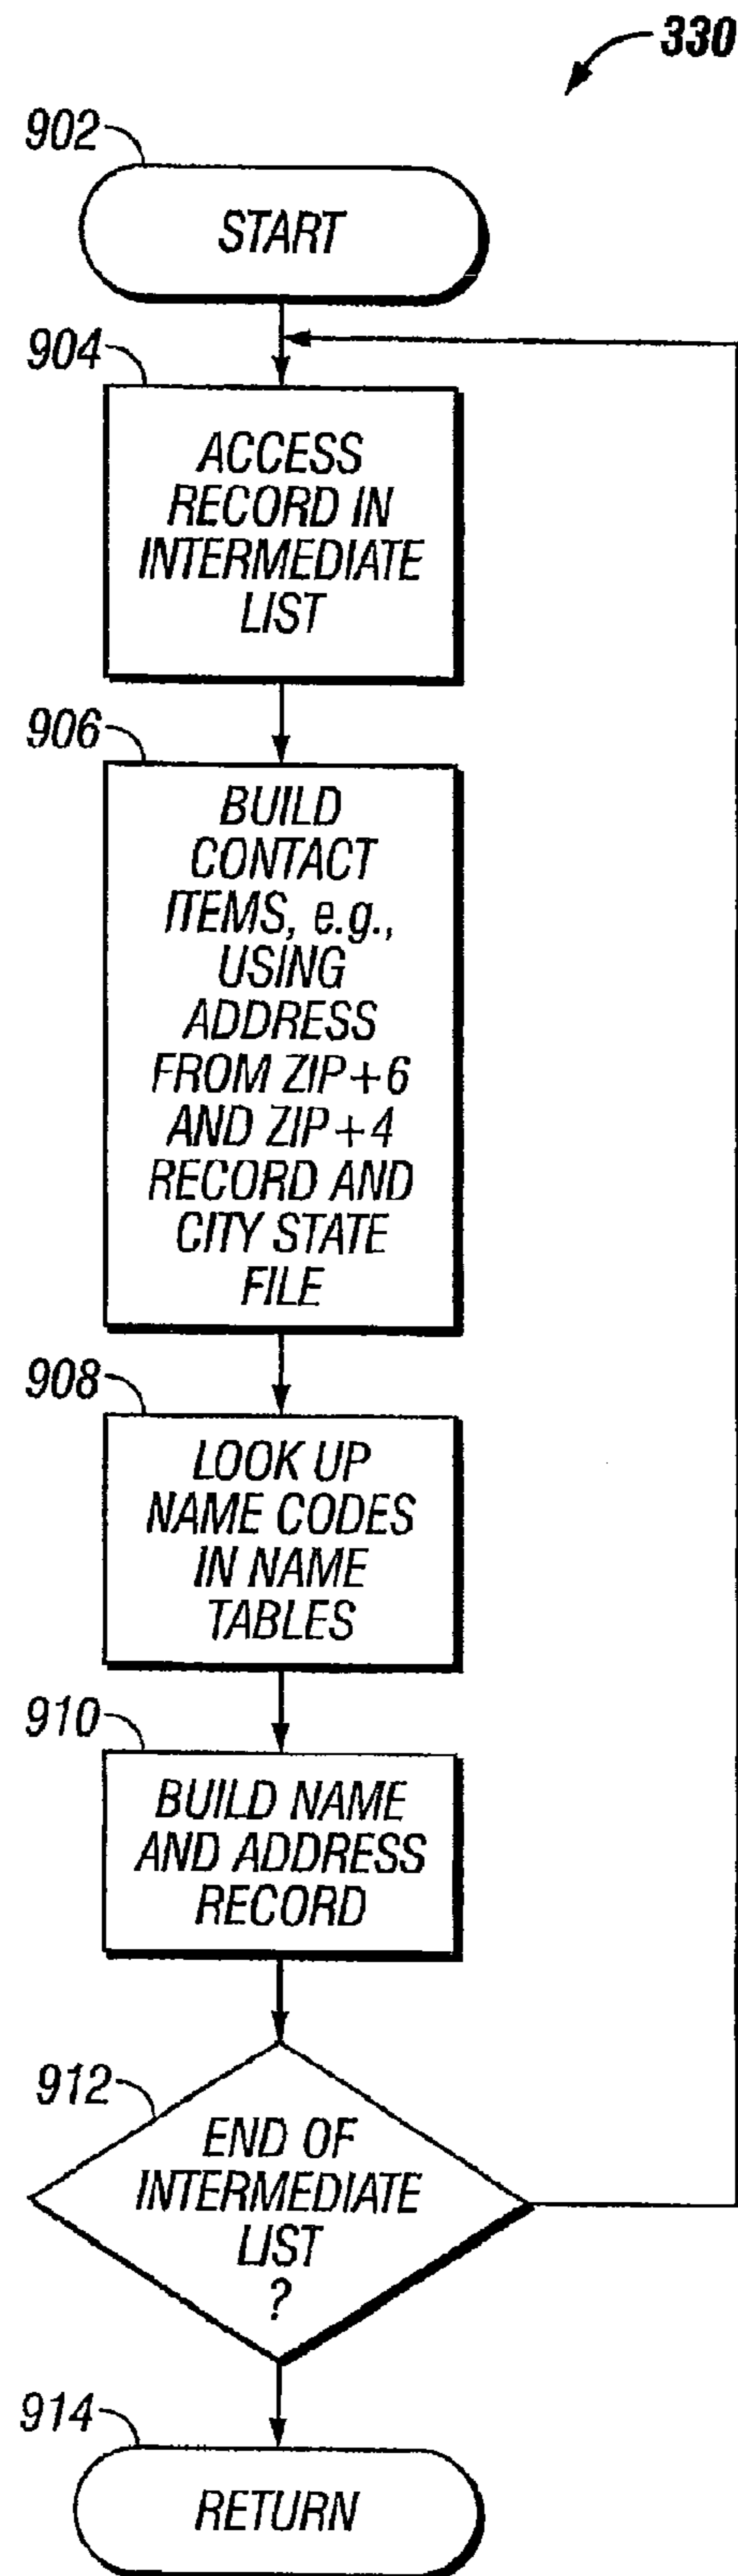 330
902
START
904
ACCESS
RECORD IN
INTERMEDIATE
LIST
906
BUILD
CONTACT
ITEMS, e.g.,
USING
ADDRESS
FROM ZIP+6
AND ZIP+4
RECORD AND
CITY STATE
FILE
908
LOOK UP
NAME CODES
IN NAME
TABLES
910
BUILD NAME
AND ADDRESS
RECORD
912
END OF
INTERMEDIATE
LIST
?
914
RETURN